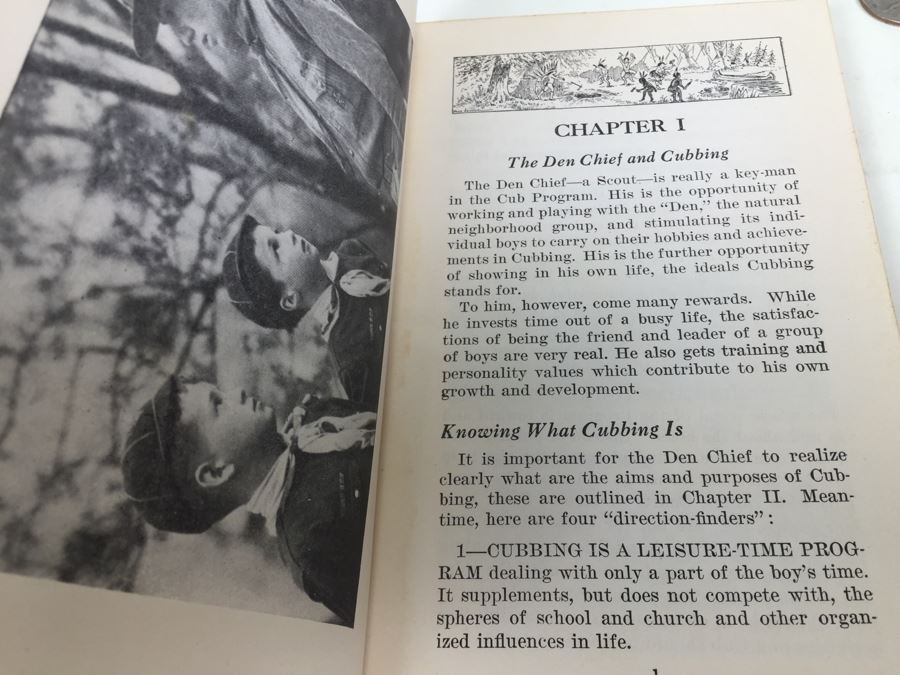 CHAPTER I
The Den Chief and Cubbing
The Den Chief—a Scout—is really a key-man
in the Cub Program. His is the opportunity of
working and playing with the "Den," the natural
neighborhood group, and stimulating its indi-
vidual boys to carry on their hobbies and achieve-
ments in Cubbing. His is the further opportunity
of showing in his own life, the ideals Cubbing
stands for.
To him, however, come many rewards. While
he invests time out of a busy life, the satisfac-
tions of being the friend and leader of a group
of boys are very real. He also gets training and
personality values which contribute to his own
growth and development.
Knowing What Cubbing Is
It is important for the Den Chief to realize
clearly what are the aims and purposes of Cub-
bing, these are outlined in Chapter II. Mean-
time, here are four "direction-finders":
1—CUBBING IS A LEISURE-TIME PROG-
RAM dealing with only a part of the boy's time.
It supplements, but does not compete with, the
spheres of school and church and other organ-
ized influences in life.